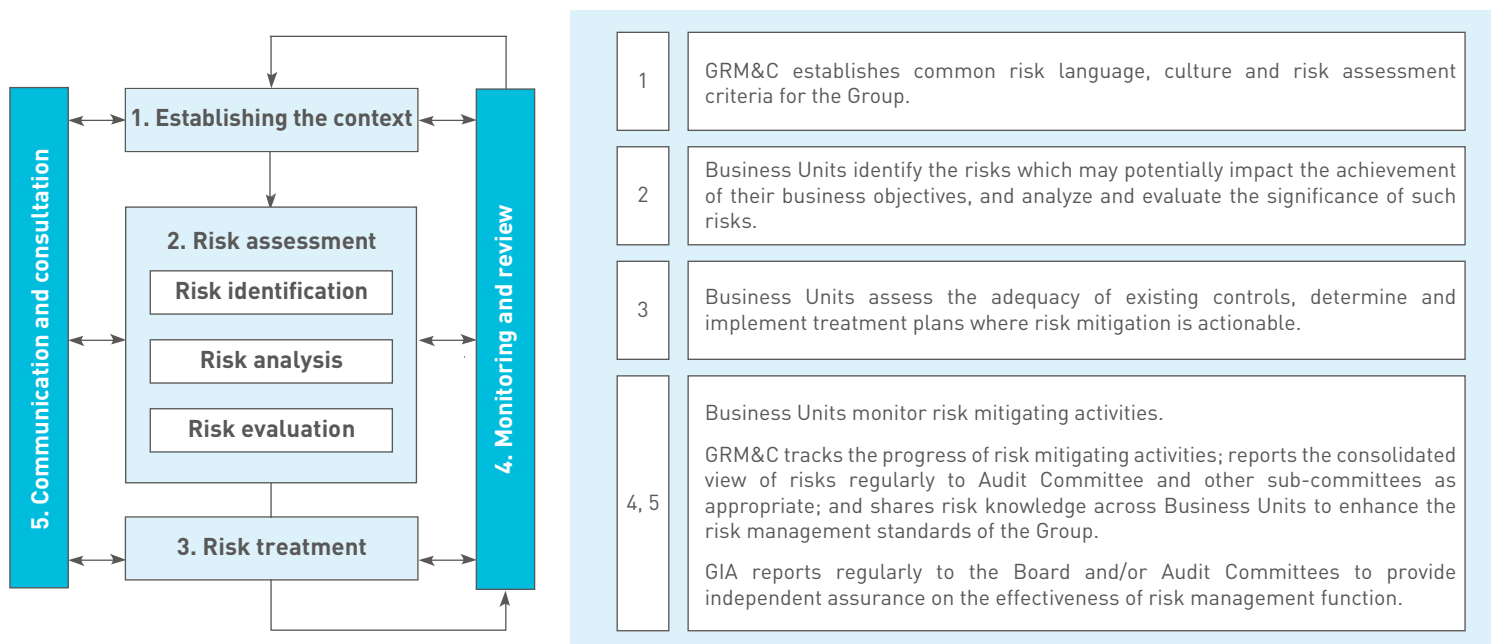 5. Communication and consultation
1. Establishing the context
2. Risk assessment
Risk identification
Risk analysis
Risk evaluation
3. Risk treatment
4. Monitoring and review
1
GRM&C establishes common risk language, culture and risk assessment
criteria for the Group.
2
Business Units identify the risks which may potentially impact the achievement
of their business objectives, and analyze and evaluate the significance of such
risks.
3
Business Units assess the adequacy of existing controls, determine and
implement treatment plans where risk mitigation is actionable.
4, 5
Business Units monitor risk mitigating activities.
GRM&C tracks the progress of risk mitigating activities; reports the consolidated
view of risks regularly to Audit Committee and other sub-committees as
appropriate; and shares risk knowledge across Business Units to enhance the
risk management standards of the Group.
GIA reports regularly to the Board and/or Audit Committees to provide
independent assurance on the effectiveness of risk management function.